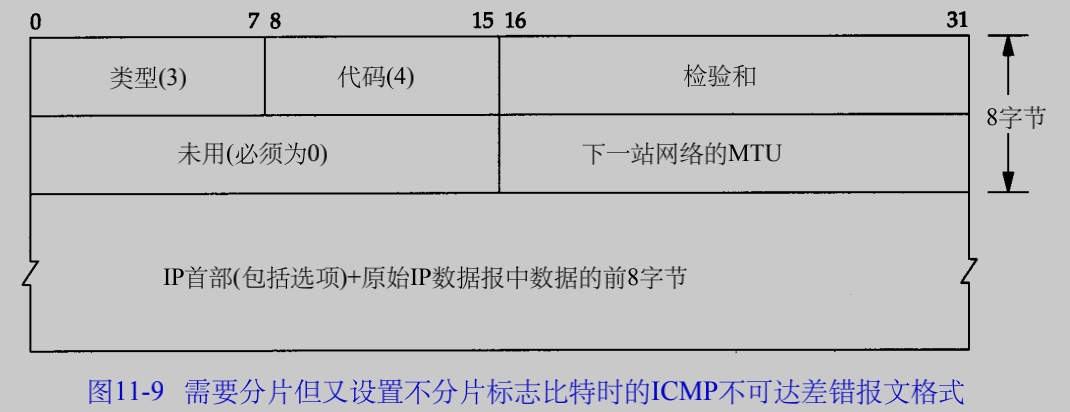 0 7 8 15 16 31
类型(3) 代码(4) 检验和
8字节
未用(必须为0) 下一站网络的MTU
IP首部(包括选项)+原始IP数据报中数据的前8字节
图11-9 需要分片但又设置不分片标志比特时的ICMP不可达差错报文格式